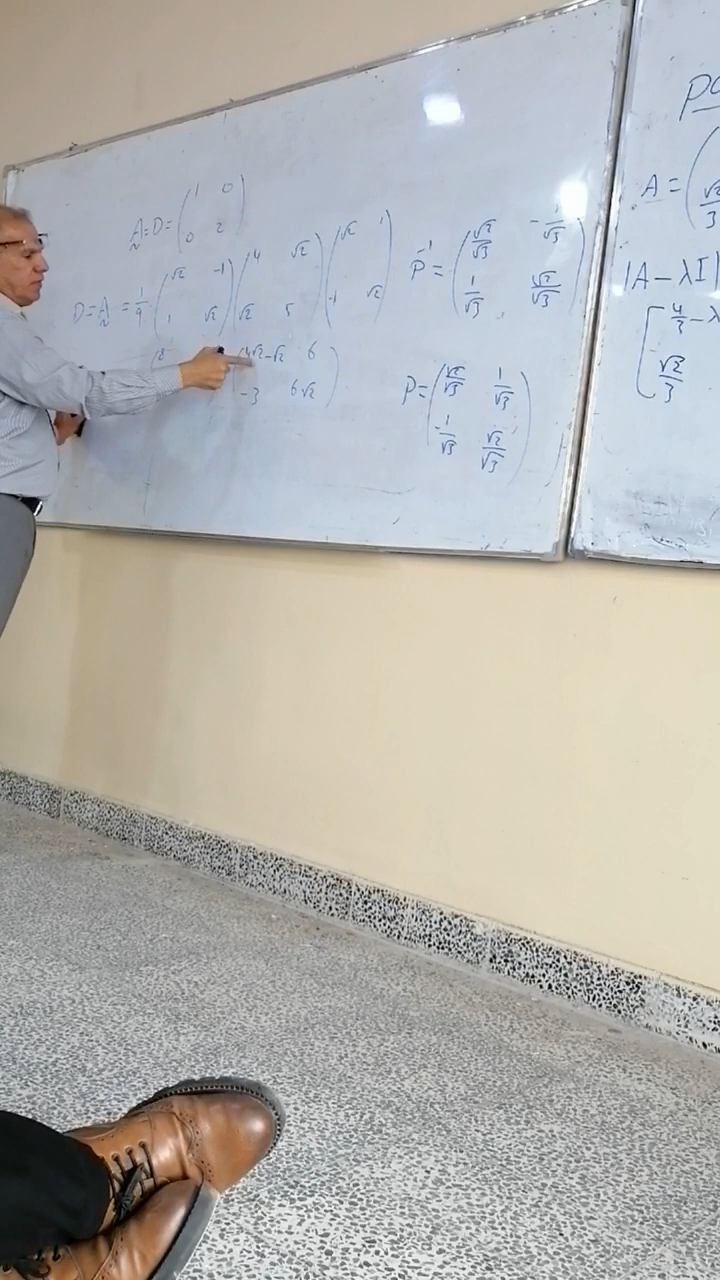 A = D = ( 1 0 ; 0 2 )
D = A = 1/9 ( √2 -1 ; 1 √2 ) ( 4 √2 ; √2 5 ) ( √2 1 ; -1 √2 )
( 4√2-√2 6 ; -3 6√2 )
P⁻¹ = ( √2/√3 -1/√3 ; 1/√3 √2/√3 )
P = ( √2/√3 1/√3 ; -1/√3 √2/√3 )
A = (
√2/3
|A - λI|
[ 4/3 - λ
√2/3